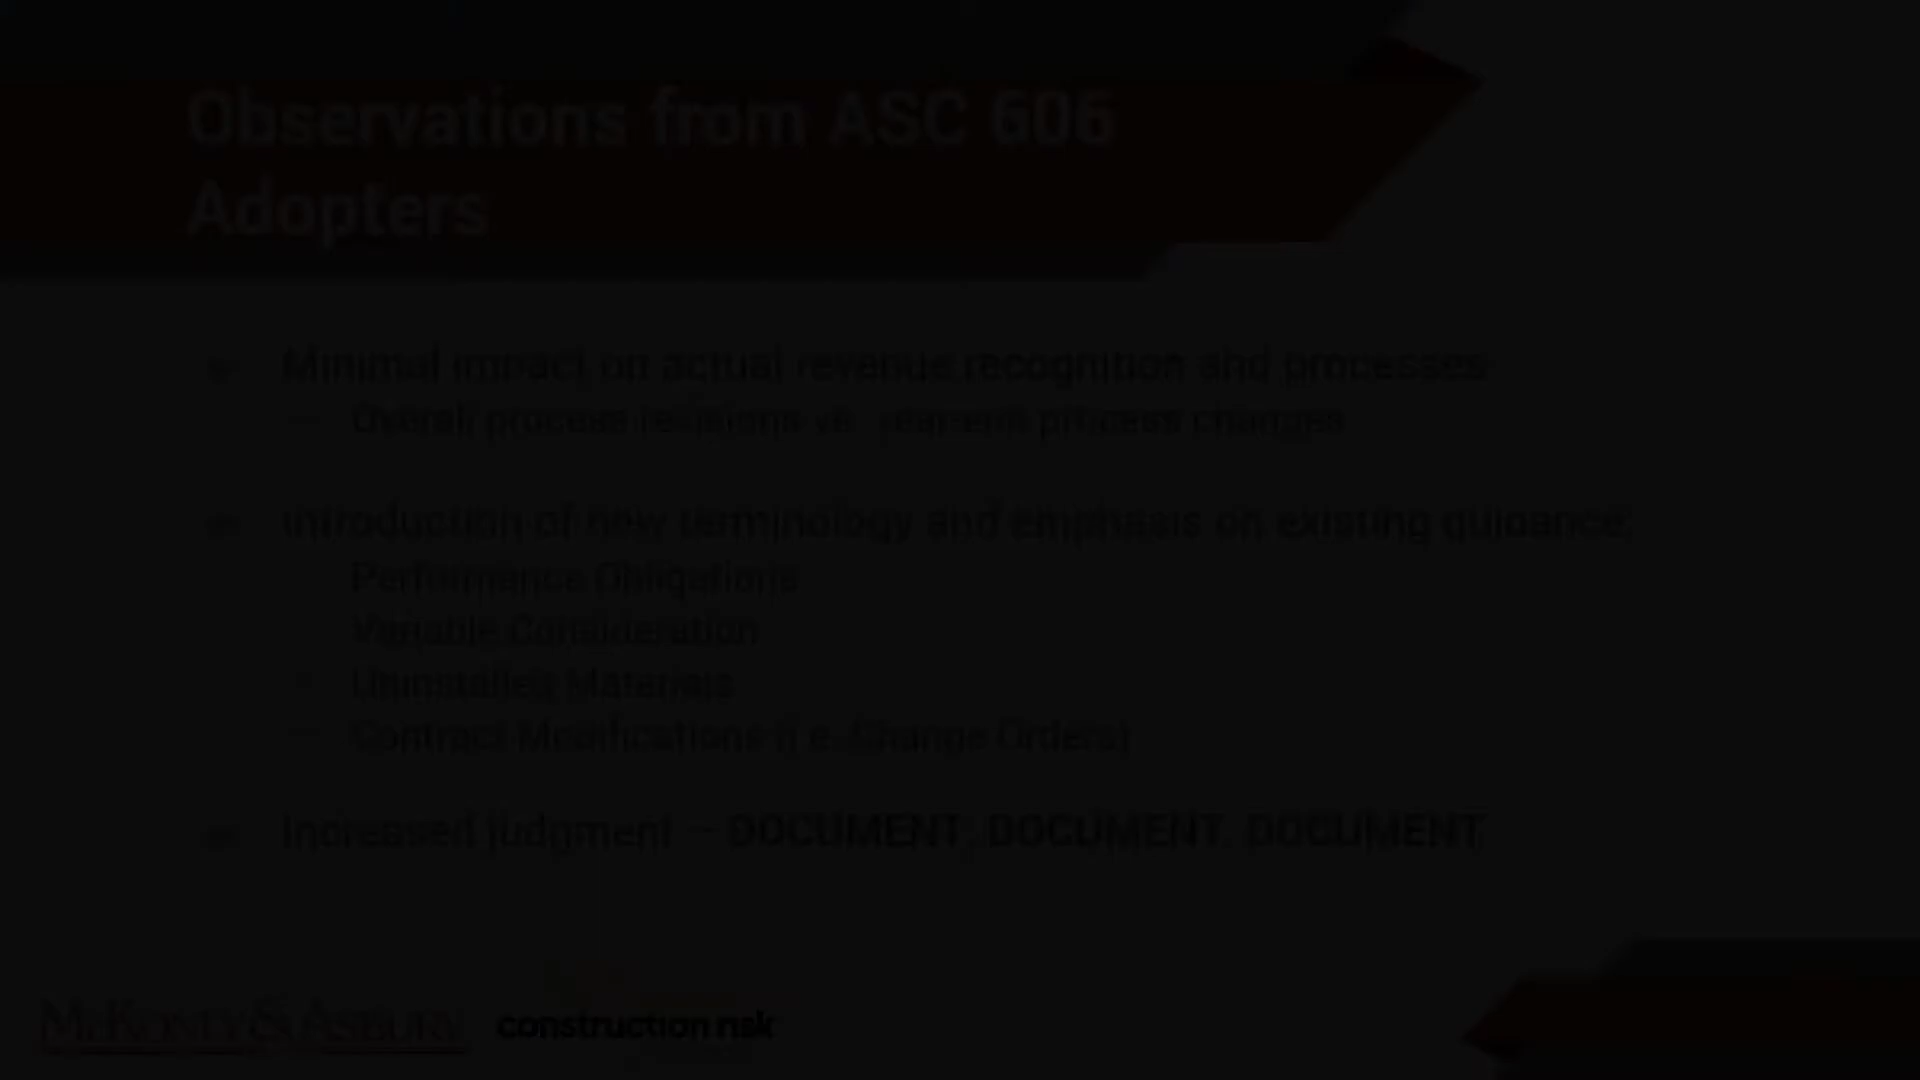 Observations from ASC 606
Adopters
Minimal impact on actual revenue recognition and processes
Overall process revisions vs. year-end process changes
Introduction of new terminology and emphasis on existing guidance
Performance Obligations
Variable Consideration
Uninstalled Materials
Contract Modifications (i.e. Change Orders)
Increased judgment – DOCUMENT, DOCUMENT, DOCUMENT
McKonly & Asbury
construction risk